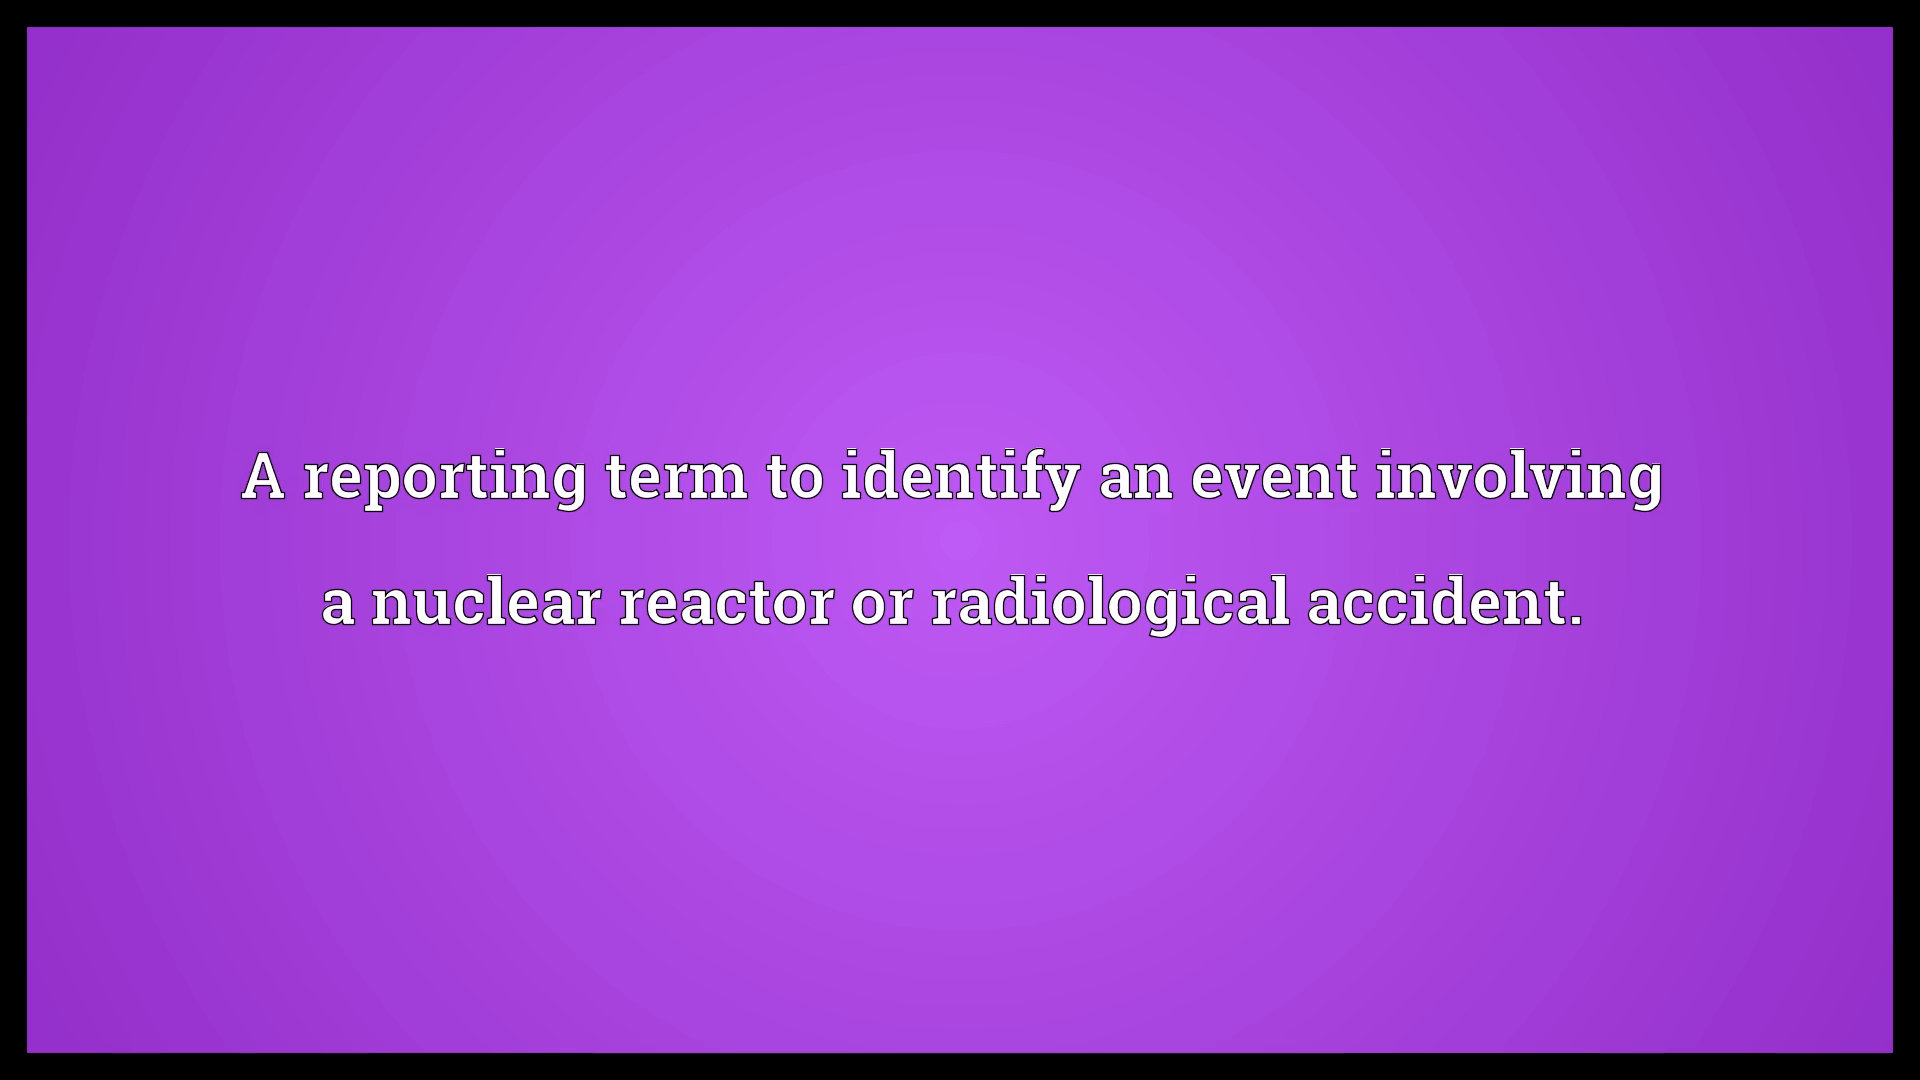 A reporting term to identify an event involving
a nuclear reactor or radiological accident.